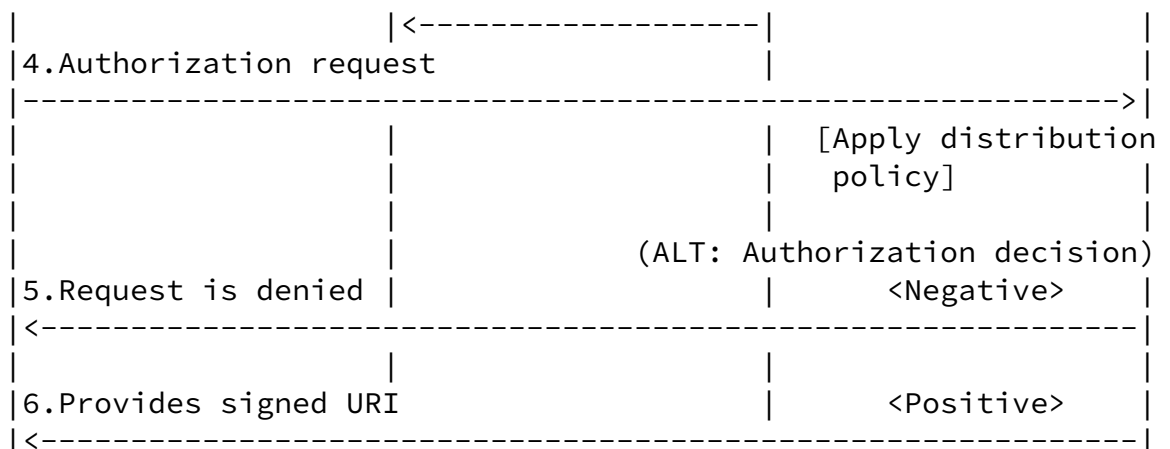 4.Authorization request
[Apply distribution
policy]
(ALT: Authorization decision)
5.Request is denied <Negative>
6.Provides signed URI <Positive>